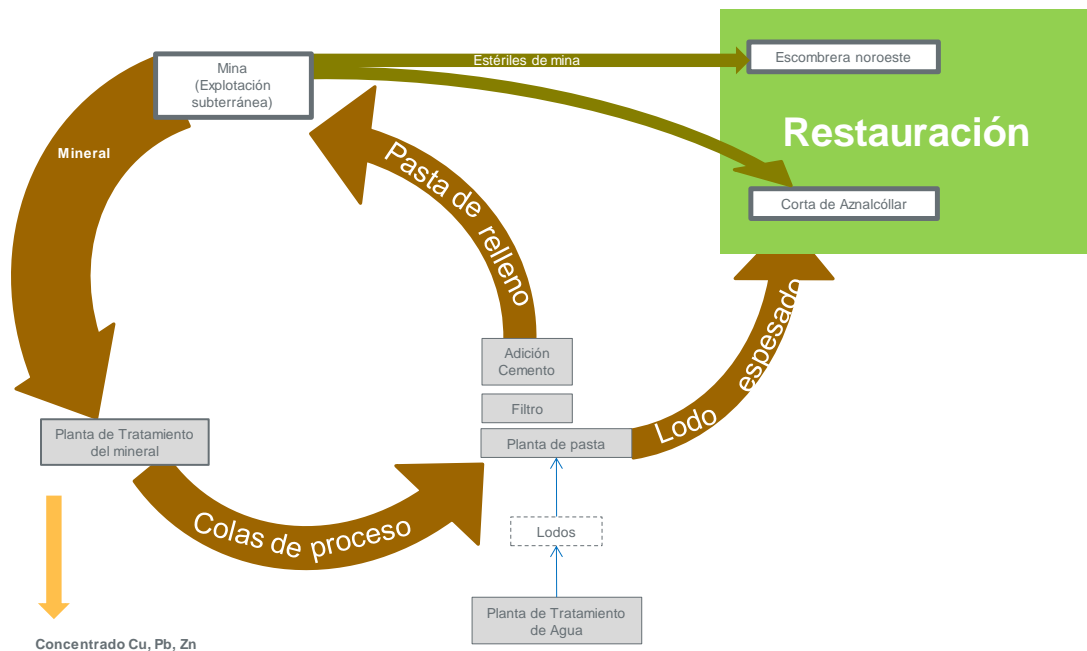 Mina
(Explotación
subterránea)
Estériles de mina
Escombrera noroeste
Restauración
Mineral
Pasta de relleno
Corta de Aznalcóllar
Adición
Cemento
Filtro
Planta de pasta
Lodo espesado
Planta de Tratamiento
del mineral
Colas de proceso
Lodos
Planta de Tratamiento
de Agua
Concentrado Cu, Pb, Zn